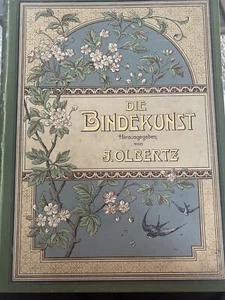 DIE
BINDEKUNST
Herausgegeben
von
J. OLBERTZ